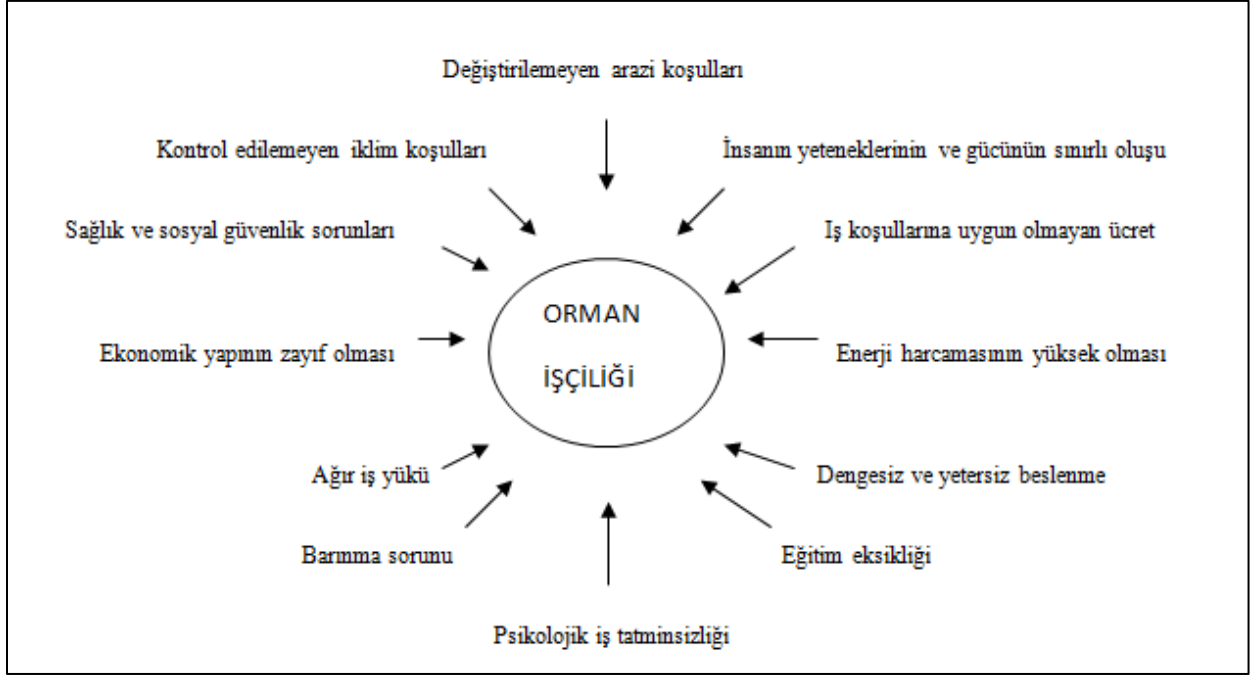 Değiştirilemeyen arazi koşulları
Kontrol edilemeyen iklim koşulları
İnsanın yeteneklerinin ve gücünün sınırlı oluşu
Sağlık ve sosyal güvenlik sorunları
Iş koşullarına uygun olmayan ücret
ORMAN
İŞÇİLİĞİ
Ekonomik yapının zayıf olması
Enerji harcamasının yüksek olması
Ağır iş yükü
Dengesiz ve yetersiz beslenme
Barınma sorunu
Eğitim eksikliği
Psikolojik iş tatminsizliği